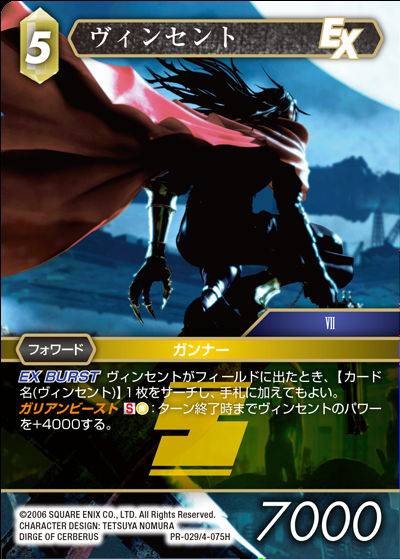 5
ヴィンセント
EX
VII
フォワード
ガンナー
EX BURST ヴィンセントがフィールドに出たとき、【カード
名(ヴィンセント)】1枚をサーチし、手札に加えてもよい。
ガリアンビースト S：ターン終了時までヴィンセントのパワー
を+4000する。
©2006 SQUARE ENIX CO., LTD. All Rights Reserved.
CHARACTER DESIGN: TETSUYA NOMURA
DIRGE OF CERBERUS
PR-029/4-075H
7000